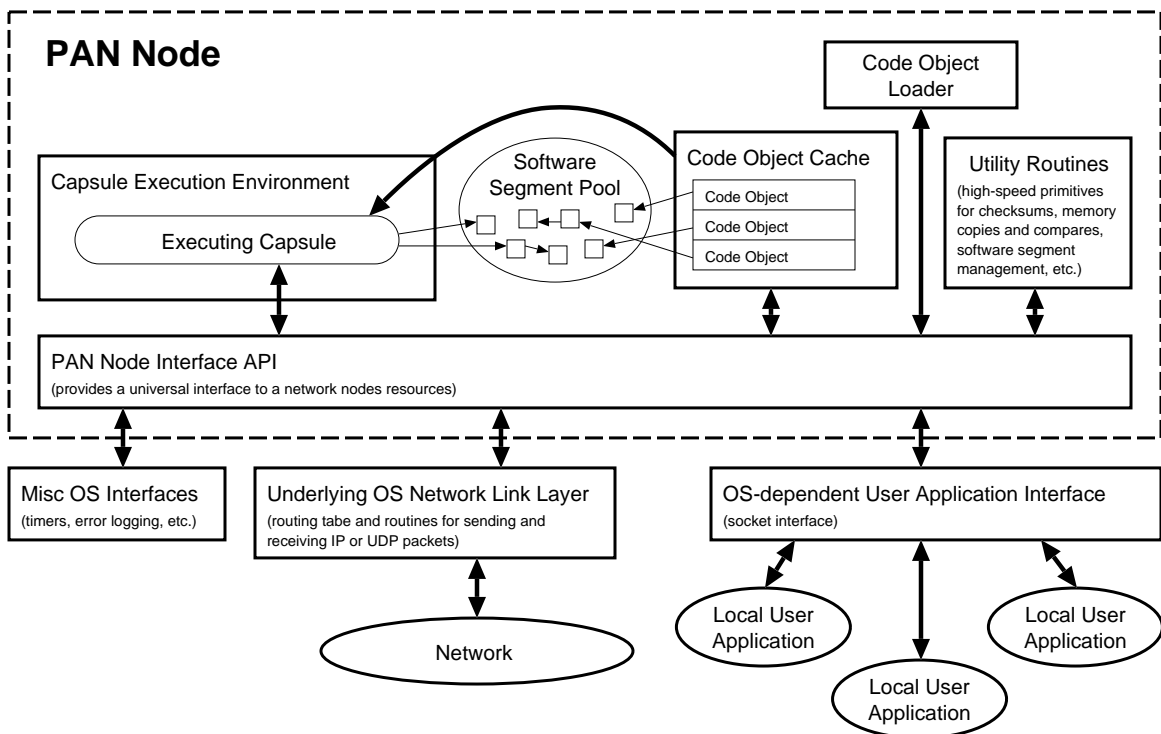 PAN Node
Code Object
Loader
Capsule Execution Environment
Executing Capsule
Software
Segment Pool
Code Object Cache
Code Object
Code Object
Code Object
Utility Routines
(high-speed primitives
for checksums, memory
copies and compares,
software segment
management, etc.)
PAN Node Interface API
(provides a universal interface to a network nodes resources)
Misc OS Interfaces
(timers, error logging, etc.)
Underlying OS Network Link Layer
(routing tabe and routines for sending and
receiving IP or UDP packets)
OS-dependent User Application Interface
(socket interface)
Network
Local User
Application
Local User
Application
Local User
Application